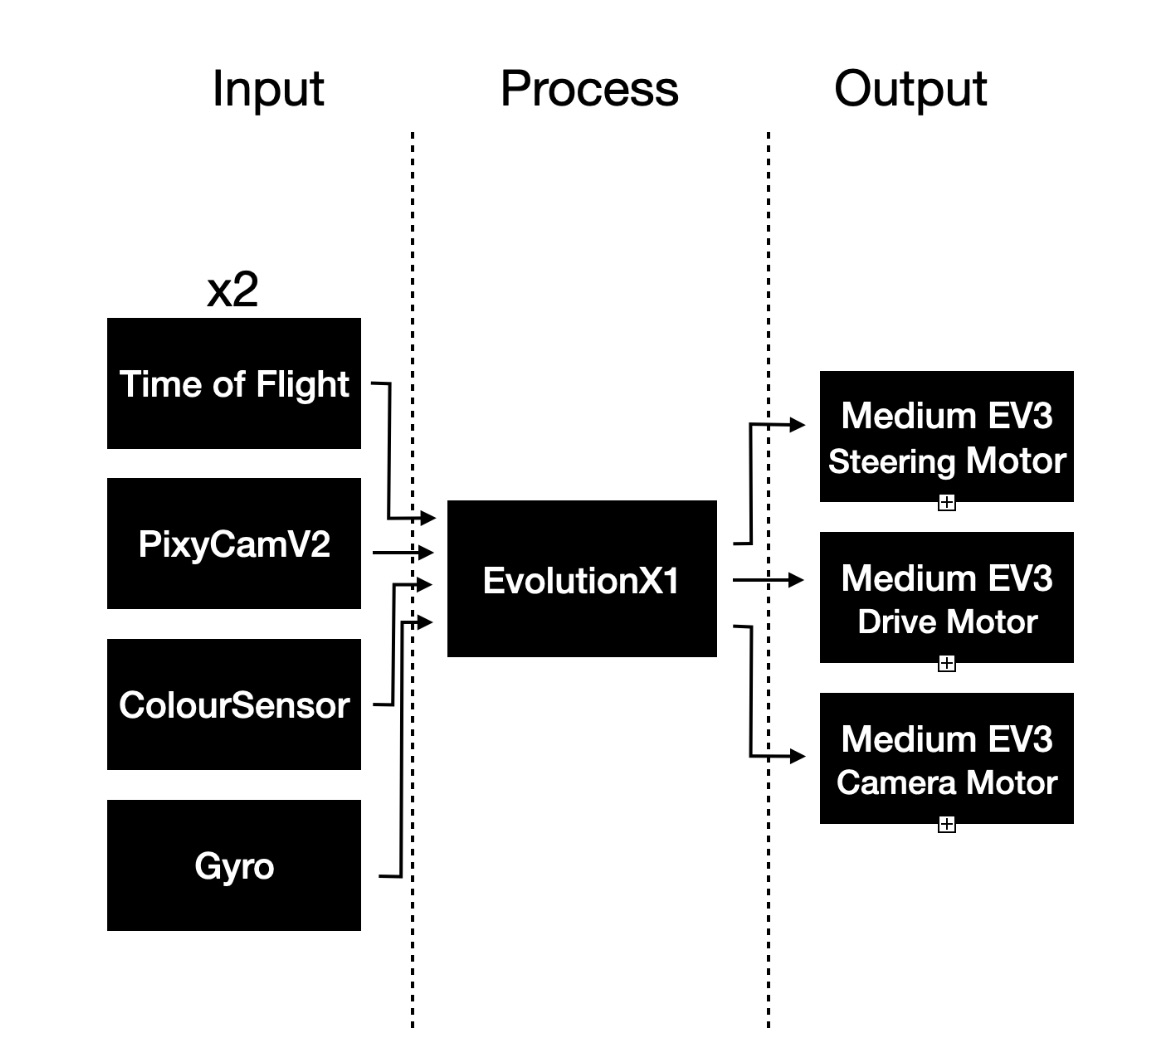 Input
Process
Output
x2
Time of Flight
PixyCamV2
ColourSensor
Gyro
EvolutionX1
Medium EV3
Steering Motor
Medium EV3
Drive Motor
Medium EV3
Camera Motor